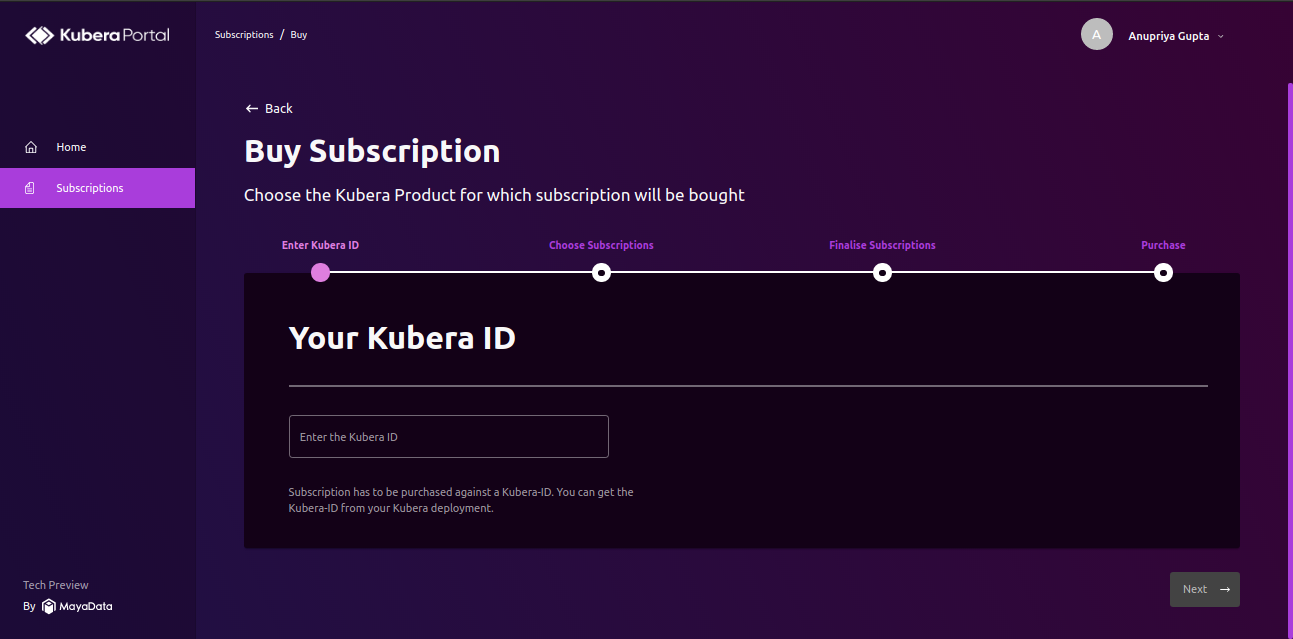 Kubera Portal
Subscriptions / Buy
A
Anupriya Gupta
Home
Subscriptions
← Back
Buy Subscription
Choose the Kubera Product for which subscription will be bought
Enter Kubera ID
Choose Subscriptions
Finalise Subscriptions
Purchase
Your Kubera ID
Enter the Kubera ID
Subscription has to be purchased against a Kubera-ID. You can get the
Kubera-ID from your Kubera deployment.
Next →
Tech Preview
By MayaData